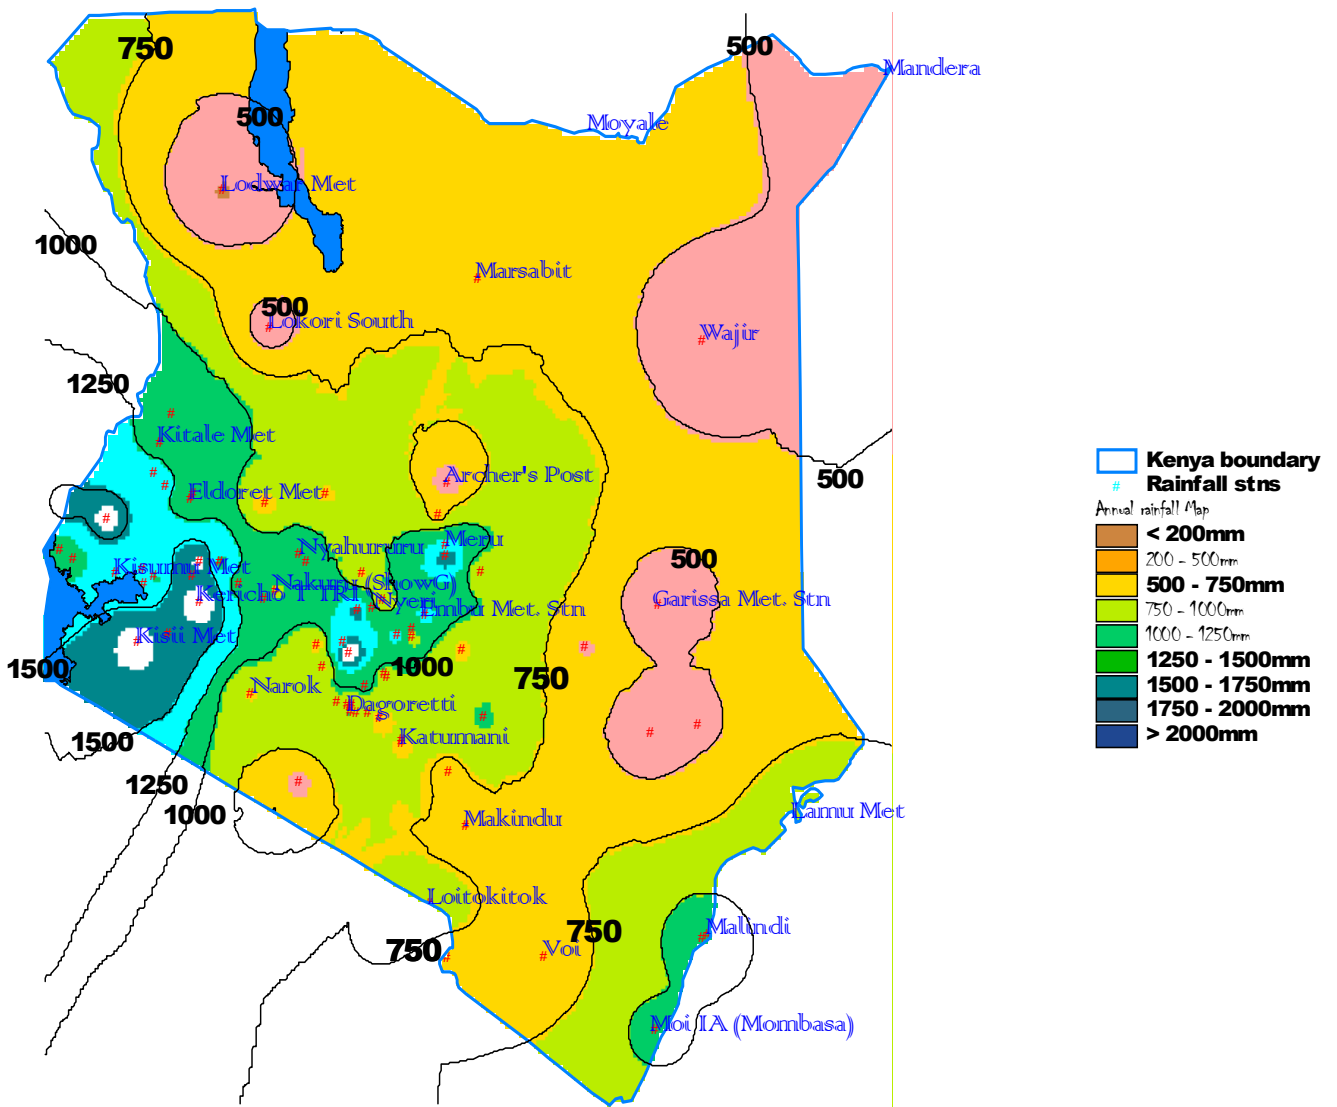 750
500
Mandera
Moyale
500
Lodwar Met
1000
Marsabit
500
Lokori South
Wajir
1250
Kitale Met
Archer's Post
500
Eldoret Met
Meru
Nyahururu
500
Kisumu Met
Nakuru (ShowG)
Kericho T TRI
Nyeri
Embu Met. Stn
Garissa Met. Stn
Kisii Met
1500
1000
750
Narok
Dagoretti
Katumani
1500
1250
1000
Makindu
Lamu Met
Loitokitok
Malindi
750
750
Voi
Moi IA (Mombasa)
Kenya boundary
# Rainfall stns
Annual rainfall Map
< 200mm
200 - 500mm
500 - 750mm
750 - 1000mm
1000 - 1250mm
1250 - 1500mm
1500 - 1750mm
1750 - 2000mm
> 2000mm